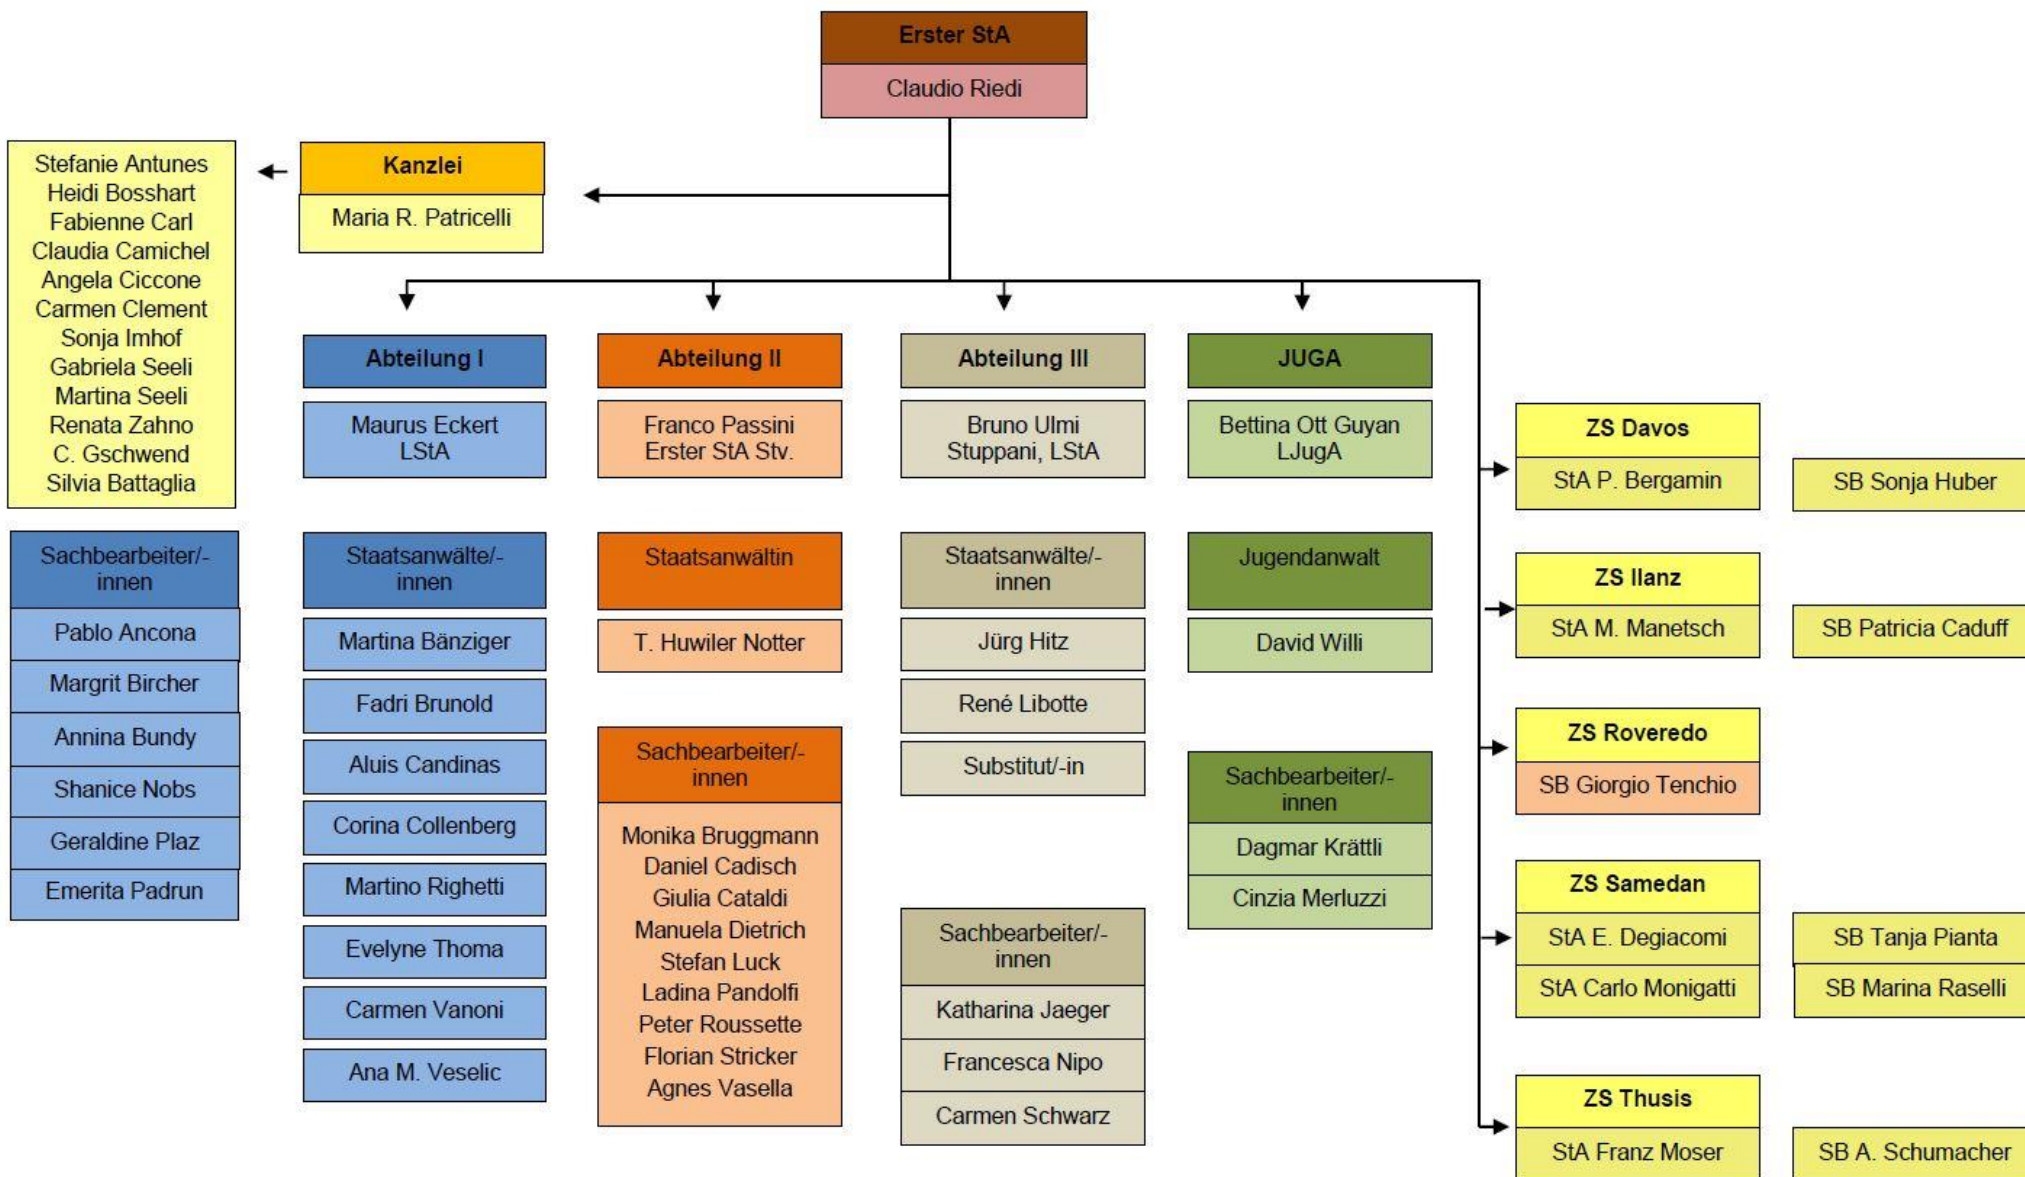 Erster StA
Claudio Riedi
Kanzlei
Maria R. Patricelli
Stefanie Antunes
Heidi Bosshart
Fabienne Carl
Claudia Camichel
Angela Ciccone
Carmen Clement
Sonja Imhof
Gabriela Seeli
Martina Seeli
Renata Zahno
C. Gschwend
Silvia Battaglia
Sachbearbeiter/-
innen
Pablo Ancona
Margrit Bircher
Annina Bundy
Shanice Nobs
Geraldine Plaz
Emerita Padrun
Abteilung I
Maurus Eckert
LStA
Staatsanwälte/-
innen
Martina Bänziger
Fadri Brunold
Aluis Candinas
Corina Collenberg
Martino Righetti
Evelyne Thoma
Carmen Vanoni
Ana M. Veselic
Abteilung II
Franco Passini
Erster StA Stv.
Staatsanwältin
T. Huwiler Notter
Sachbearbeiter/-
innen
Monika Bruggmann
Daniel Cadisch
Giulia Cataldi
Manuela Dietrich
Stefan Luck
Ladina Pandolfi
Peter Roussette
Florian Stricker
Agnes Vasella
Abteilung III
Bruno Ulmi
Stuppani, LStA
Staatsanwälte/-
innen
Jürg Hitz
René Libotte
Substitut/-in
Sachbearbeiter/-
innen
Katharina Jaeger
Francesca Nipo
Carmen Schwarz
JUGA
Bettina Ott Guyan
LJugA
Jugendanwalt
David Willi
Sachbearbeiter/-
innen
Dagmar Krättli
Cinzia Merluzzi
ZS Davos
StA P. Bergamin
SB Sonja Huber
ZS Ilanz
StA M. Manetsch
SB Patricia Caduff
ZS Roveredo
SB Giorgio Tenchio
ZS Samedan
StA E. Degiacomi
SB Tanja Pianta
StA Carlo Monigatti
SB Marina Raselli
ZS Thusis
StA Franz Moser
SB A. Schumacher